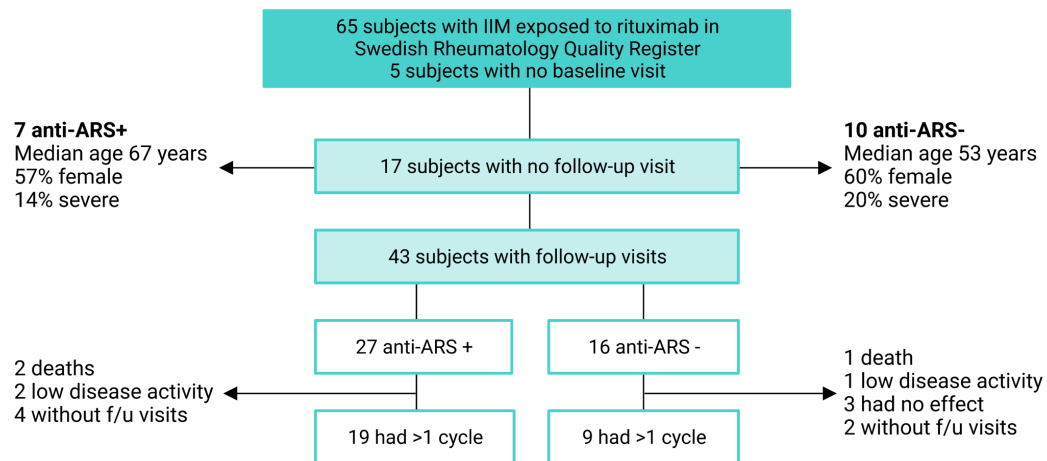 65 subjects with IIM exposed to rituximab in
Swedish Rheumatology Quality Register
5 subjects with no baseline visit
7 anti-ARS+
Median age 67 years
57% female
14% severe
17 subjects with no follow-up visit
10 anti-ARS-
Median age 53 years
60% female
20% severe
43 subjects with follow-up visits
27 anti-ARS +
16 anti-ARS -
2 deaths
2 low disease activity
4 without f/u visits
1 death
1 low disease activity
3 had no effect
2 without f/u visits
19 had >1 cycle
9 had >1 cycle